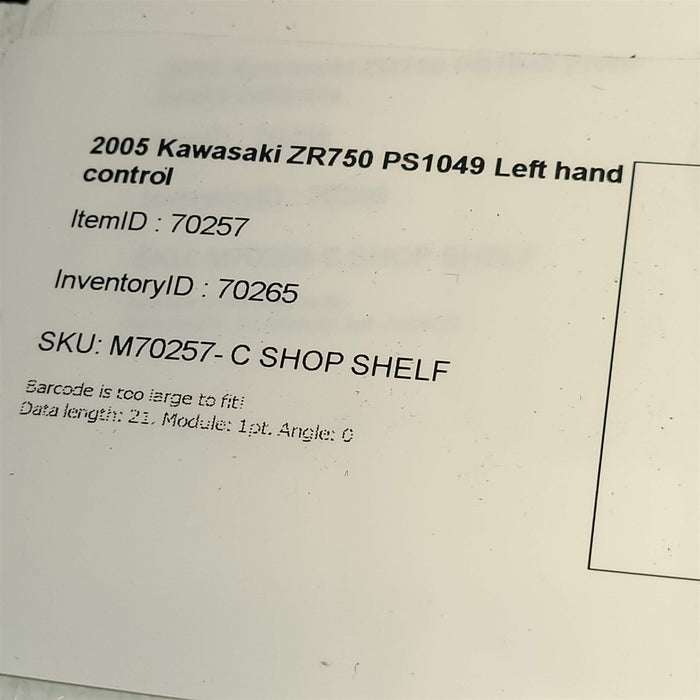 2005 Kawasaki ZR750 PS1049 Left hand
control
ItemID : 70257
InventoryID : 70265
SKU: M70257- C SHOP SHELF
Barcode is too large to fit!
Data length: 21, Module: 1pt. Angle: 0